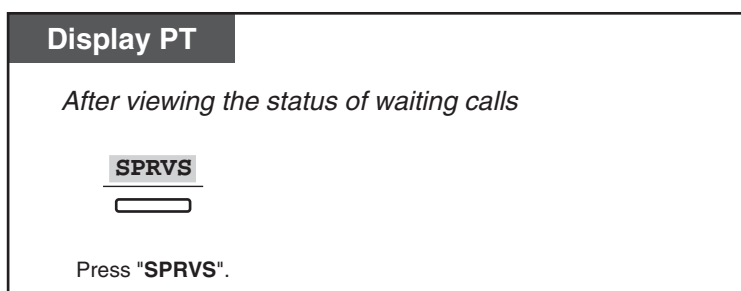 Display PT
After viewing the status of waiting calls
SPRVS
Press "SPRVS".